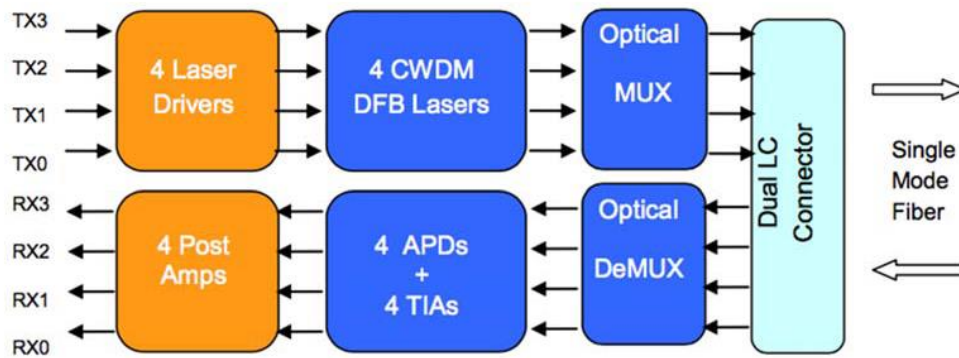 TX3
TX2
TX1
TX0
4 Laser
Drivers
4 CWDM
DFB Lasers
Optical
MUX
Dual LC
Connector
Single
Mode
Fiber
RX3
RX2
RX1
RX0
4 Post
Amps
4 APDs
+
4 TIAs
Optical
DeMUX